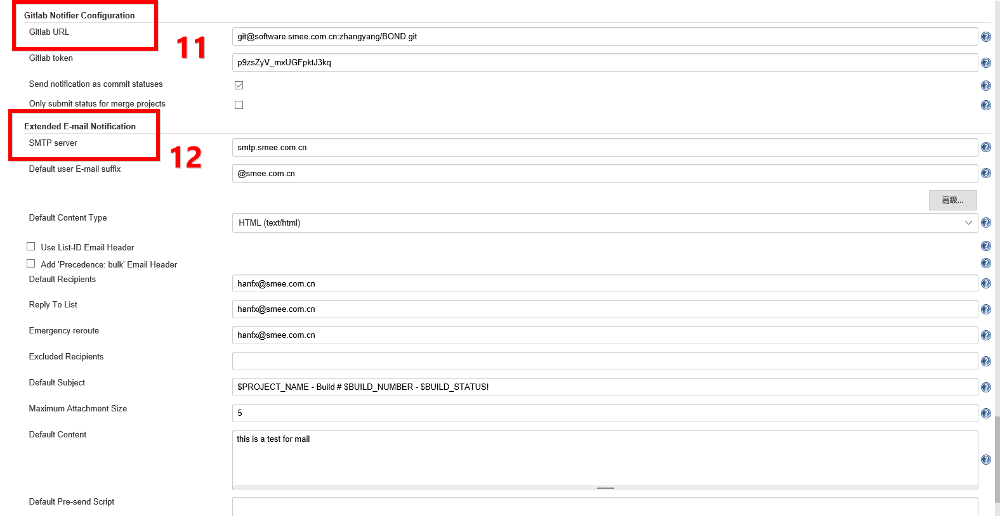 Gitlab Notifier Configuration
Gitlab URL
git@software.smee.com.cn:zhangyang/BOND.git
11
Gitlab token
p9zsZyV_mxUGFpktJ3kq
Send notification as commit statuses
Only submit status for merge projects
Extended E-mail Notification
SMTP server
smtp.smee.com.cn
12
Default user E-mail suffix
@smee.com.cn
高级...
Default Content Type
HTML (text/html)
Use List-ID Email Header
Add 'Precedence: bulk' Email Header
Default Recipients
hanfx@smee.com.cn
Reply To List
hanfx@smee.com.cn
Emergency reroute
hanfx@smee.com.cn
Excluded Recipients
Default Subject
$PROJECT_NAME - Build # $BUILD_NUMBER - $BUILD_STATUS!
Maximum Attachment Size
5
Default Content
this is a test for mail
Default Pre-send Script